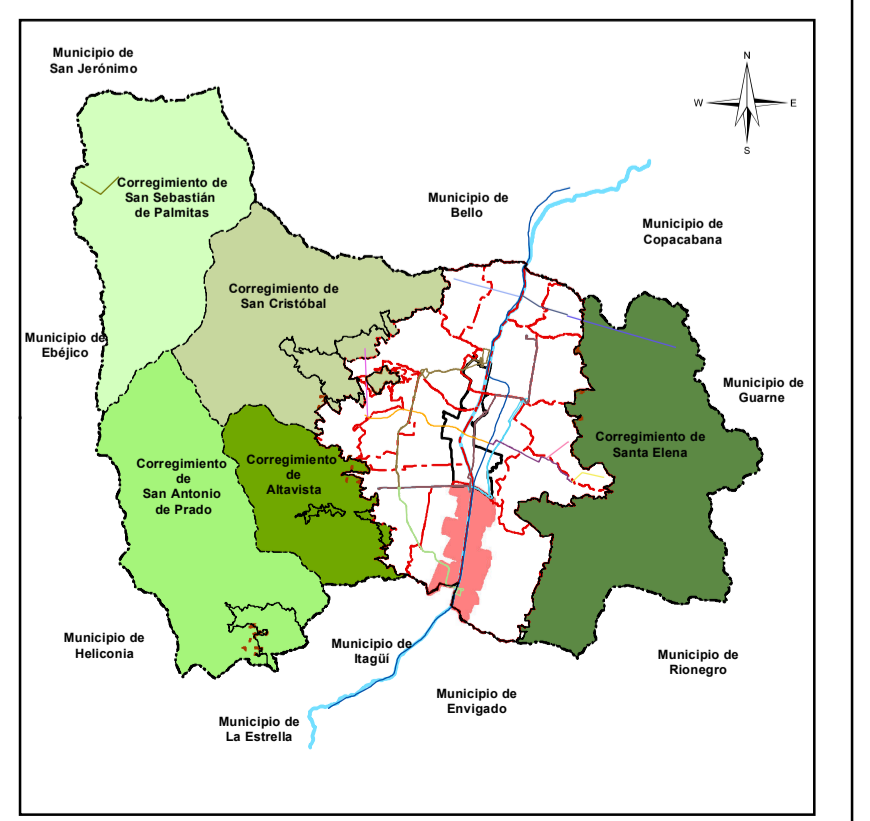 Municipio de
San Jerónimo
N
W
E
S
Corregimiento de
San Sebastián
de Palmitas
Municipio de
Bello
Municipio de
Copacabana
Corregimiento de
San Cristóbal
Municipio de
Ebéjico
Municipio de
Guarne
Corregimiento de
Santa Elena
Corregimiento
de
San Antonio
de Prado
Corregimiento
de
Altavista
Municipio de
Heliconia
Municipio de
Itagüí
Municipio de
Rionegro
Municipio de
Envigado
Municipio de
La Estrella